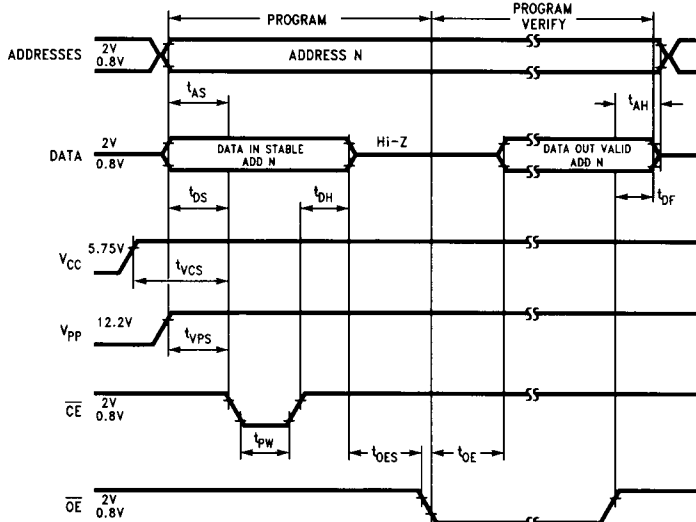 PROGRAM
PROGRAM
VERIFY
ADDRESSES
2V
0.8V
ADDRESS N
tAS
tAH
DATA
2V
0.8V
DATA IN STABLE
ADD N
Hi-Z
DATA OUT VALID
ADD N
tDS
tDH
tDF
VCC
5.75V
tVCS
VPP
12.2V
tVPS
CE
2V
0.8V
tPW
tOES
tOE
OE
2V
0.8V